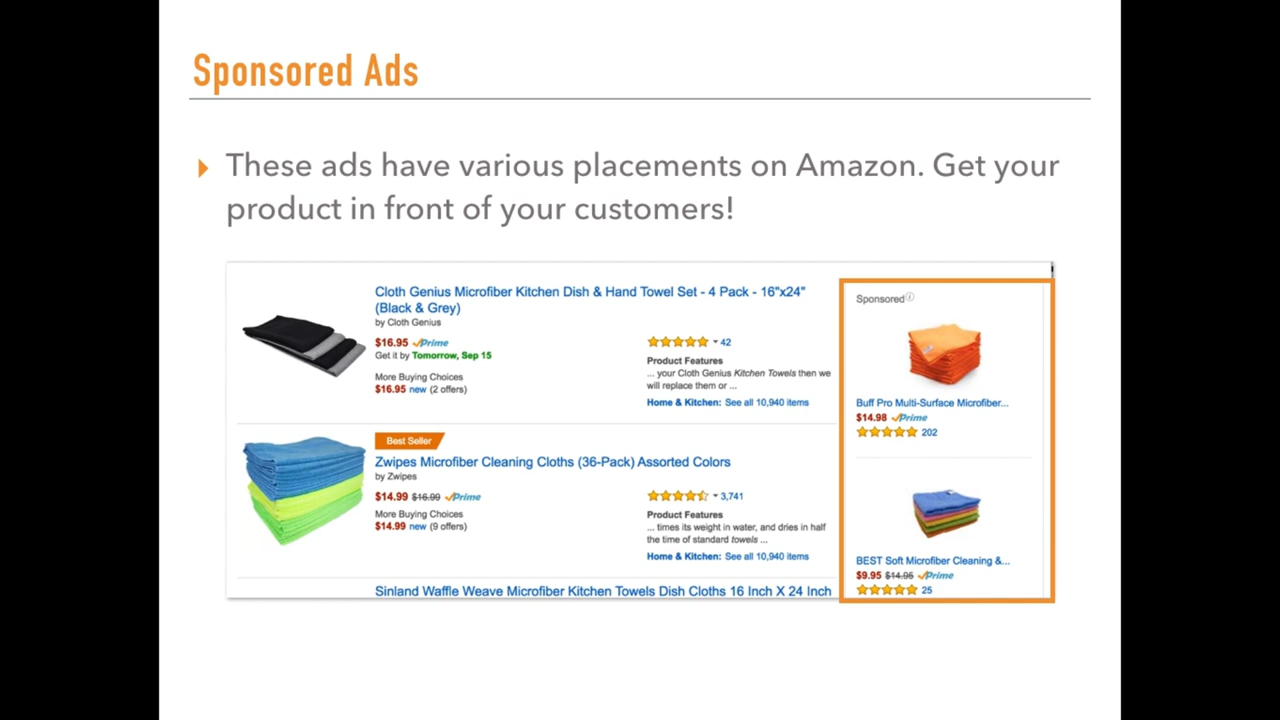 Sponsored Ads
These ads have various placements on Amazon. Get your
product in front of your customers!
Cloth Genius Microfiber Kitchen Dish & Hand Towel Set - 4 Pack - 16"x24"
(Black & Grey)
by Cloth Genius
$16.95 Prime
Get it by Tomorrow, Sep 15
More Buying Choices
$16.95 new (2 offers)
42
Product Features
... your Cloth Genius Kitchen Towels then we
will replace them or ...
Home & Kitchen: See all 10,940 items
Best Seller
Zwipes Microfiber Cleaning Cloths (36-Pack) Assorted Colors
by Zwipes
$14.99 $16.99 Prime
More Buying Choices
$14.99 new (9 offers)
3,741
Product Features
... times its weight in water, and dries in half
the time of standard towels ...
Home & Kitchen: See all 10,940 items
Sinland Waffle Weave Microfiber Kitchen Towels Dish Cloths 16 Inch X 24 Inch
Sponsored
Buff Pro Multi-Surface Microfiber...
$14.98 Prime
202
BEST Soft Microfiber Cleaning &...
$9.95 $14.95 Prime
25